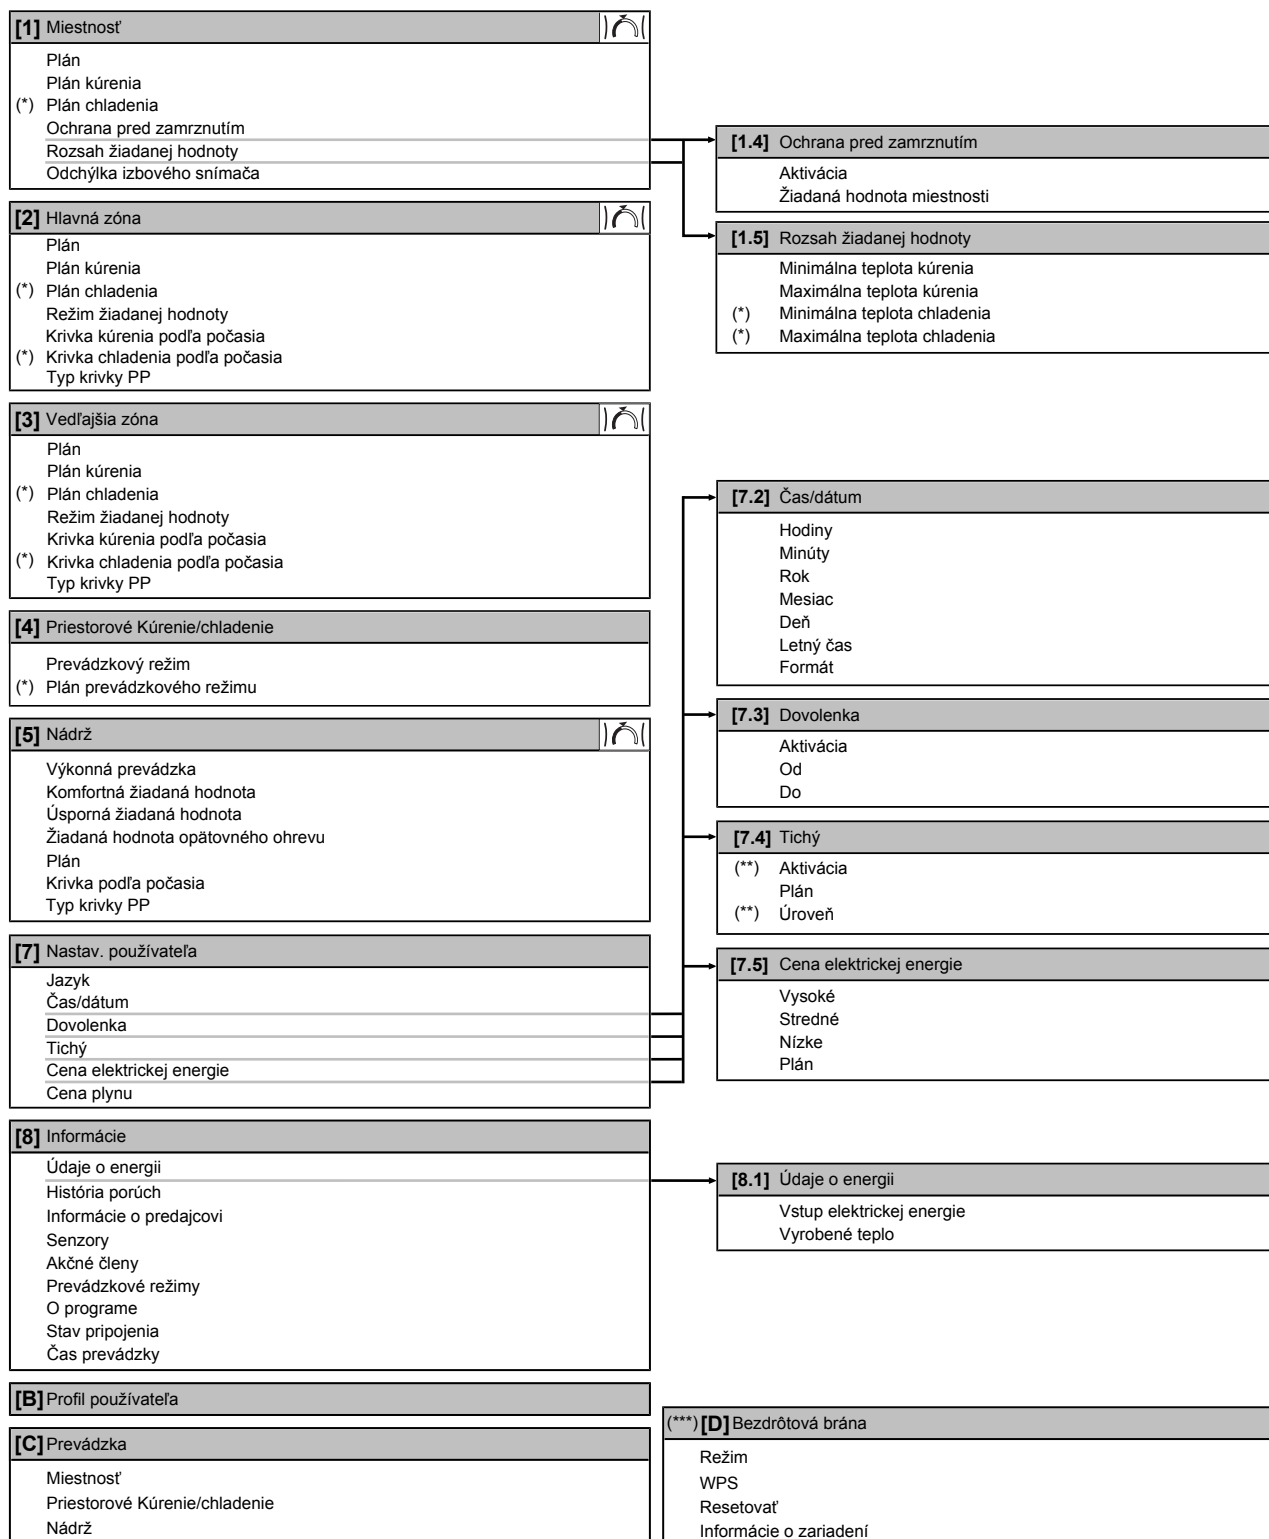 [1] Miestnosť
Plán
Plán kúrenia
(*) Plán chladenia
Ochrana pred zamrznutím
Rozsah žiadanej hodnoty
Odchýlka izbového snímača
[1.4] Ochrana pred zamrznutím
Aktivácia
Žiadaná hodnota miestnosti
[1.5] Rozsah žiadanej hodnoty
Minimálna teplota kúrenia
Maximálna teplota kúrenia
(*) Minimálna teplota chladenia
(*) Maximálna teplota chladenia
[2] Hlavná zóna
Plán
Plán kúrenia
(*) Plán chladenia
Režim žiadanej hodnoty
Krivka kúrenia podľa počasia
(*) Krivka chladenia podľa počasia
Typ krivky PP
[3] Vedľajšia zóna
Plán
Plán kúrenia
(*) Plán chladenia
Režim žiadanej hodnoty
Krivka kúrenia podľa počasia
(*) Krivka chladenia podľa počasia
Typ krivky PP
[4] Priestorové Kúrenie/chladenie
Prevádzkový režim
(*) Plán prevádzkového režimu
[5] Nádrž
Výkonná prevádzka
Komfortná žiadaná hodnota
Úsporná žiadaná hodnota
Žiadaná hodnota opätovného ohrevu
Plán
Krivka podľa počasia
Typ krivky PP
[7] Nastav. používateľa
Jazyk
Čas/dátum
Dovolenka
Tichý
Cena elektrickej energie
Cena plynu
[7.2] Čas/dátum
Hodiny
Minúty
Rok
Mesiac
Deň
Letný čas
Formát
[7.3] Dovolenka
Aktivácia
Od
Do
[7.4] Tichý
(**) Aktivácia
Plán
(**) Úroveň
[7.5] Cena elektrickej energie
Vysoké
Stredné
Nízke
Plán
[8] Informácie
Údaje o energii
História porúch
Informácie o predajcovi
Senzory
Akčné členy
Prevádzkové režimy
O programe
Stav pripojenia
Čas prevádzky
[8.1] Údaje o energii
Vstup elektrickej energie
Vyrobené teplo
[B] Profil používateľa
[C] Prevádzka
Miestnosť
Priestorové Kúrenie/chladenie
Nádrž
(***) [D] Bezdrôtová brána
Režim
WPS
Resetovať
Informácie o zariadení